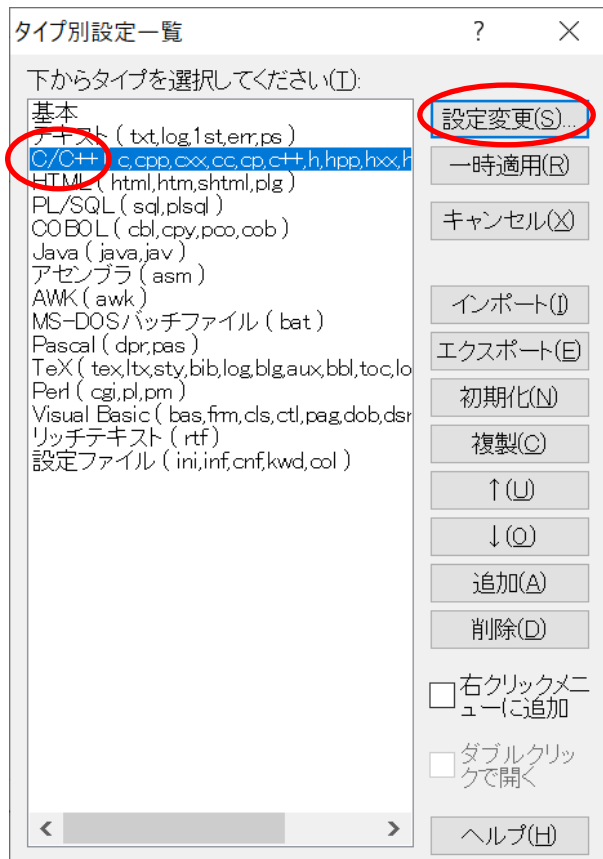 タイプ別設定一覧 ?
下からタイプを選択してください(T):
基本
テキスト ( txt,log,1st,err,ps )
C/C++ ( c,cpp,cxx,cc,cp,c++,h,hpp,hxx,h
HTML ( html,htm,shtml,plg )
PL/SQL ( sql,plsql )
COBOL ( cbl,cpy,pco,cob )
Java ( java,jav )
アセンブラ ( asm )
AWK ( awk )
MS-DOSバッチファイル ( bat )
Pascal ( dpr,pas )
TeX ( tex,ltx,sty,bib,log,blg,aux,bbl,toc,lo
Perl ( cgi,pl,pm )
Visual Basic ( bas,frm,cls,ctl,pag,dob,dsr
リッチテキスト ( rtf )
設定ファイル ( ini,inf,cnf,kwd,col )
設定変更(S)...
一時適用(R)
キャンセル(X)
インポート(I)
エクスポート(E)
初期化(N)
複製(C)
↑(U)
↓(O)
追加(A)
削除(D)
右クリックメニ
ューに追加
ダブルクリッ
クで開く
ヘルプ(H)